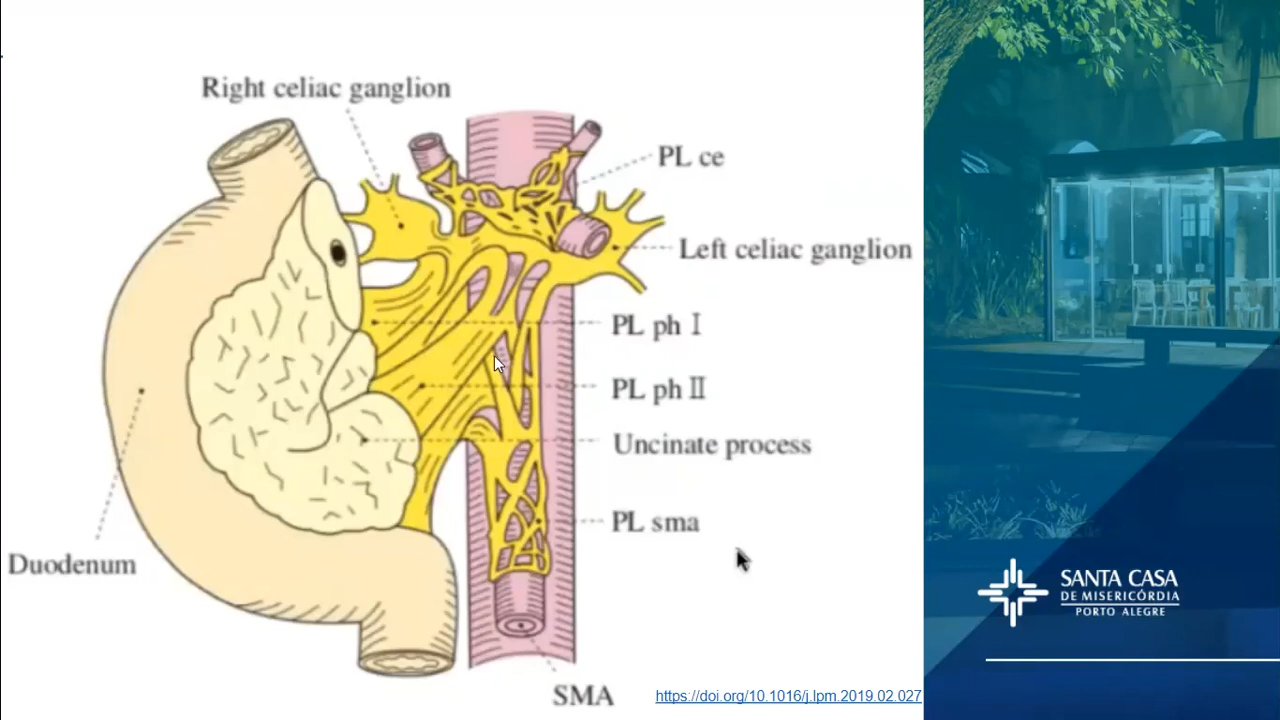 Right celiac ganglion
PL ce
Left celiac ganglion
PL ph I
PL ph II
Uncinate process
PL sma
Duodenum
SMA
https://doi.org/10.1016/j.lpm.2019.02.027
SANTA CASA
DE MISERICÓRDIA
PORTO ALEGRE